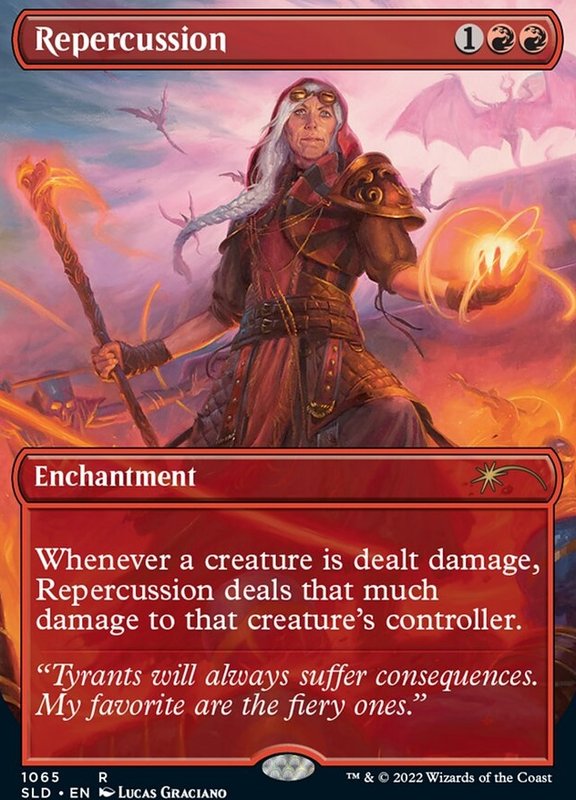 Repercussion 1
Enchantment
Whenever a creature is dealt damage,
Repercussion deals that much
damage to that creature's controller.
“Tyrants will always suffer consequences.
My favorite are the fiery ones.”
1065 R
SLD • EN Lucas Graciano
™ & © 2022 Wizards of the Coast